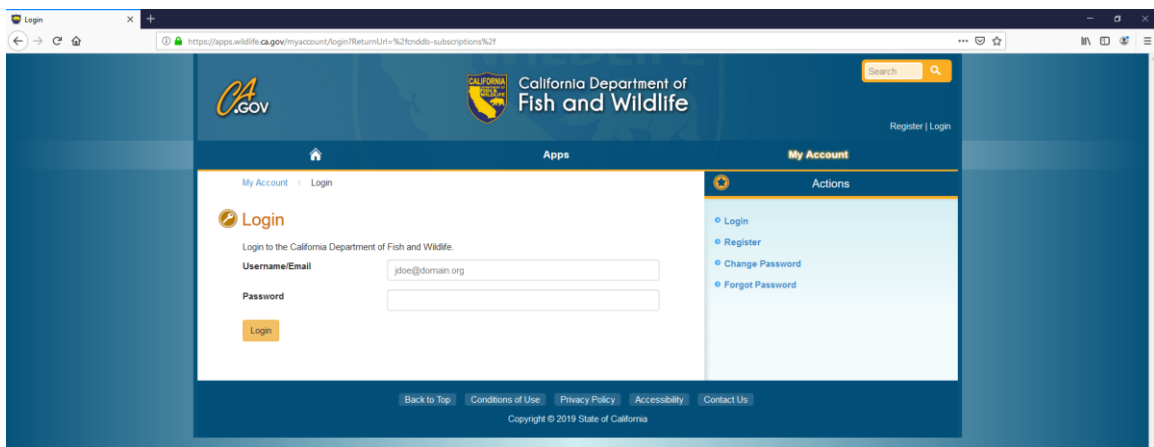 Login
https://apps.wildlife.ca.gov/myaccount/login?ReturnUrl=%2fcnddb-subscriptions%2f
WILDLIFE
CA
.GOV
CALIFORNIA
California Department of
Fish and Wildlife
Search
Register | Login
Apps
My Account
My Account
Login
Actions
Login
Login to the California Department of Fish and Wildlife.
Username/Email
jdoe@domain.org
Password
Login
Login
Register
Change Password
Forgot Password
Back to Top Conditions of Use Privacy Policy Accessibility Contact Us
Copyright © 2019 State of California